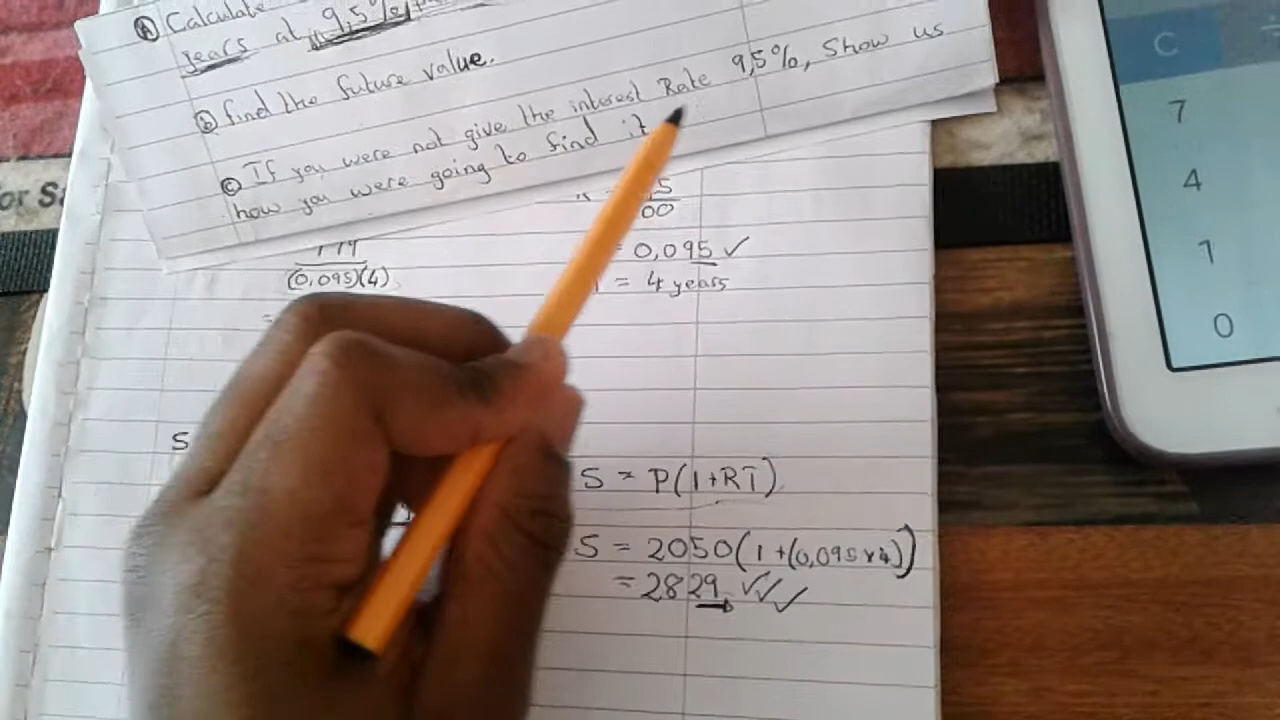 Ⓐ Calculate
years at 9,5%
ⓑ find the future value.
Ⓒ If you were not give the interest Rate 9,5%, Show us
how you were going to find it
00
(0,095)(4)
= 0,095 ✓
= 4 years
=
S
S = P(1+RT)
S = 2050(1+(0,095x4))
= 2829 ✓✓✓
C
7
4
1
0